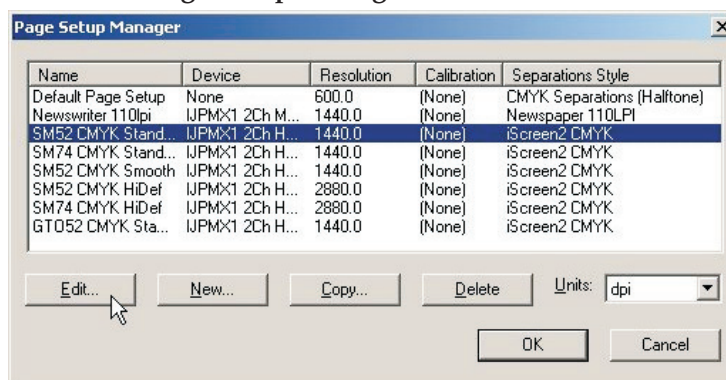 Page Setup Manager
Name Device Resolution Calibration Separations Style
Default Page Setup None 600.0 (None) CMYK Separations (Halftone)
Newswriter 110lpi IJPMX1 2Ch M... 1440.0 (None) Newspaper 110LPI
SM52 CMYK Stand... IJPMX1 2Ch H... 1440.0 (None) iScreen2 CMYK
SM74 CMYK Stand... IJPMX1 2Ch H... 1440.0 (None) iScreen2 CMYK
SM52 CMYK Smooth IJPMX1 2Ch H... 1440.0 (None) iScreen2 CMYK
SM52 CMYK HiDef IJPMX1 2Ch H... 2880.0 (None) iScreen2 CMYK
SM74 CMYK HiDef IJPMX1 2Ch H... 2880.0 (None) iScreen2 CMYK
GTO52 CMYK Sta... IJPMX1 2Ch H... 1440.0 (None) iScreen2 CMYK
Edit... New... Copy... Delete Units: dpi
OK Cancel